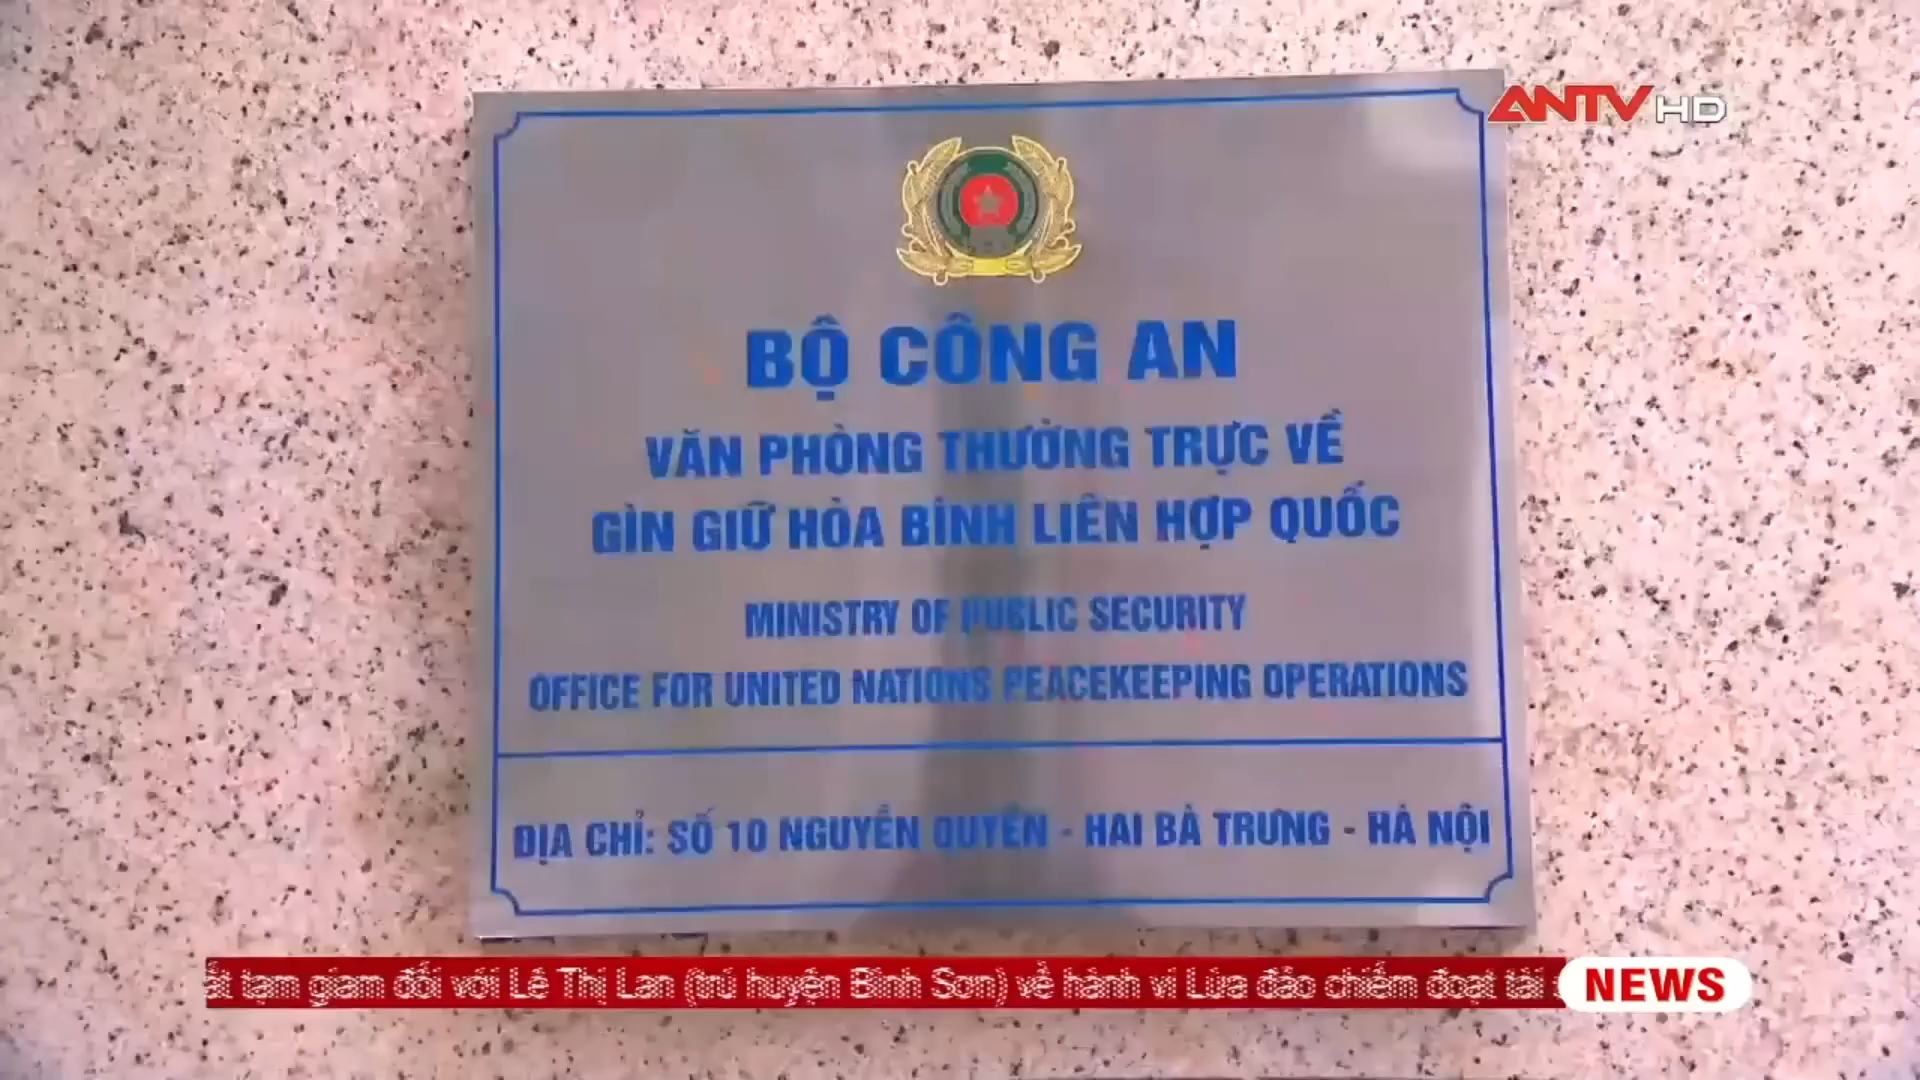 ANTV HD
BỘ CÔNG AN
VĂN PHÒNG THƯỜNG TRỰC VỀ
GÌN GIỮ HÒA BÌNH LIÊN HỢP QUỐC
MINISTRY OF PUBLIC SECURITY
OFFICE FOR UNITED NATIONS PEACEKEEPING OPERATIONS
ĐỊA CHỈ: SỐ 10 NGUYỄN QUYỀN - HAI BÀ TRƯNG - HÀ NỘI
tạm giam đối với Lê Thị Lan (trú huyện Bình Sơn) về hành vi Lừa đảo chiếm đoạt tài
NEWS